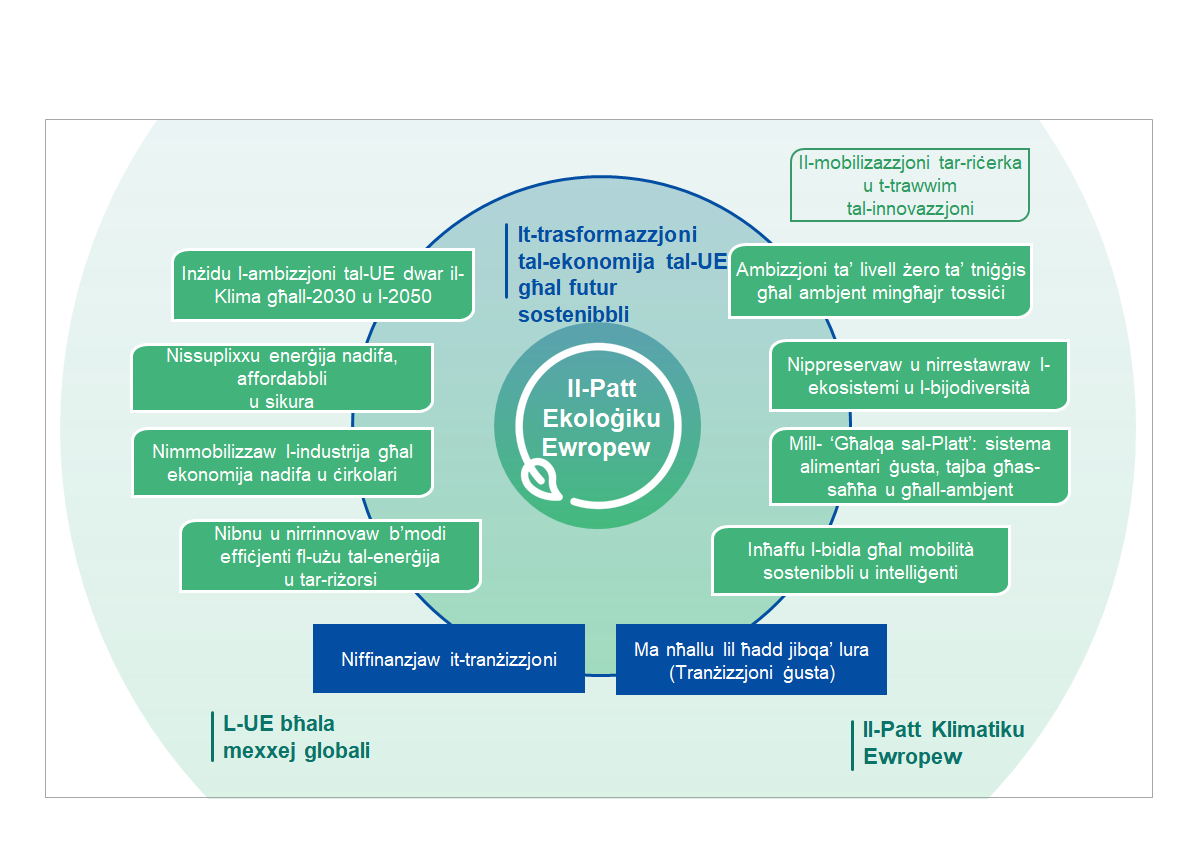 Il-mobilizazzjoni tar-riċerka
u t-trawwim
tal-innovazzjoni
It-trasformazzjoni
tal-ekonomija tal-UE
għal futur
sostenibbli
Inżidu l-ambizzjoni tal-UE dwar il-
Klima għall-2030 u l-2050
Ambizzjoni ta’ livell żero ta’ tniġġis
għal ambjent mingħajr tossiċi
Nissuplixxu enerġija nadifa,
affordabbli
u sikura
Nippreservaw u nirrestawraw l-
ekosistemi u l-bijodiversità
Il-Patt
Ekoloġiku
Ewropew
Nimmobilizzaw l-industrija għal
ekonomija nadifa u ċirkolari
Mill- ‘Għalqa sal-Platt’: sistema
alimentari ġusta, tajba għas-
saħħa u għall-ambjent
Nibnu u nirrinnovaw b’modi
effiċjenti fl-użu tal-enerġija
u tar-riżorsi
Inħaffu l-bidla għal mobilità
sostenibbli u intelliġenti
Niffinanzjaw it-tranżizzjoni
Ma nħallu lil ħadd jibqa’ lura
(Tranżizzjoni ġusta)
L-UE bħala
mexxej globali
Il-Patt Klimatiku
Ewropew